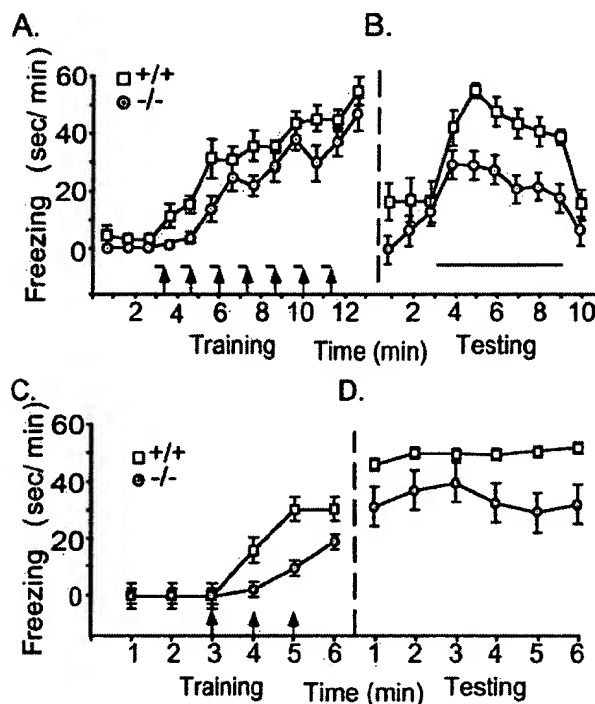 A.
B.
+/+
-/-
Freezing (sec/ min)
60
40
20
0
2 4 6 8 10 12
2 4 6 8 10
Training Time (min) Testing
C.
D.
+/+
-/-
Freezing (sec/ min)
60
40
20
0
1 2 3 4 5 6
1 2 3 4 5 6
Training Time (min) Testing